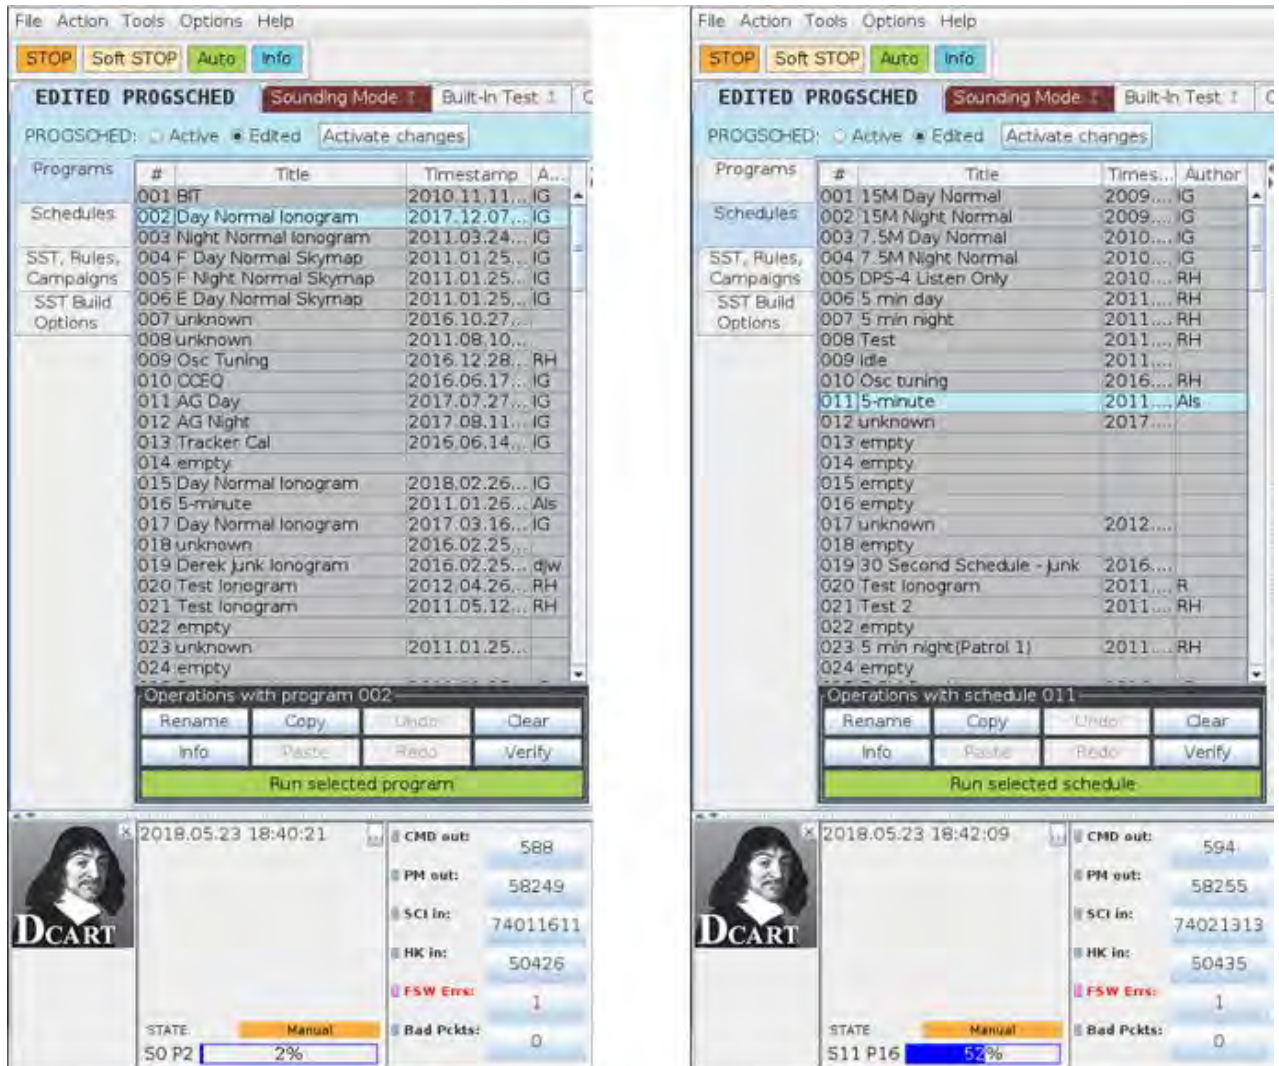 File Action Tools Options Help
STOP Soft STOP Auto Info
EDITED PROGSCHED Sounding Mode Built-In Test
PROGSCHED: Active Edited Activate changes
Programs
Schedules
SST, Rules,
Campaigns
SST Build
Options
# Title Timestamp A...
001 BIT 2010.11.11... IG
002 Day Normal Ionogram 2017.12.07... IG
003 Night Normal Ionogram 2011.03.24... IG
004 F Day Normal Skymap 2011.01.25... IG
005 F Night Normal Skymap 2011.01.25... IG
006 E Day Normal Skymap 2011.01.25... IG
007 unknown 2016.10.27...
008 unknown 2011.08.10...
009 Osc Tuning 2016.12.28... RH
010 CCEQ 2016.06.17... IG
011 AG Day 2017.07.27... IG
012 AG Night 2017.08.11... IG
013 Tracker Cal 2016.06.14... IG
014 empty
015 Day Normal Ionogram 2018.02.26... IG
016 5-minute 2011.01.26... Als
017 Day Normal Ionogram 2017.03.16... IG
018 unknown 2016.02.25...
019 Derek Junk Ionogram 2016.02.25... djw
020 Test Ionogram 2012.04.26... RH
021 Test Ionogram 2011.05.12... RH
022 empty
023 unknown 2011.01.25...
024 empty
Operations with program 002
Rename Copy Undo Clear
Info Paste Redo Verify
Run selected program
DCART
2018.05.23 18:40:21 ...
STATE Manual
S0 P2 2%
CMD out: 588
PM out: 58249
SCI in: 74011611
HK in: 50426
FSW Errs: 1
Bad Pckts: 0
File Action Tools Options Help
STOP Soft STOP Auto Info
EDITED PROGSCHED Sounding Mode Built-In Test
PROGSCHED: Active Edited Activate changes
Programs
Schedules
SST, Rules,
Campaigns
SST Build
Options
# Title Times... Author
001 15M Day Normal 2009.... IG
002 15M Night Normal 2009.... IG
003 7.5M Day Normal 2010.... IG
004 7.5M Night Normal 2010.... IG
005 DPS-4 Listen Only 2010.... RH
006 5 min day 2011.... RH
007 5 min night 2011.... RH
008 Test 2011.... RH
009 Idle 2011....
010 Osc tuning 2016.... RH
011 5-minute 2011.... Als
012 unknown 2017....
013 empty
014 empty
015 empty
016 empty
017 unknown 2012....
018 empty
019 30 Second Schedule - junk 2016....
020 Test Ionogram 2011.... R
021 Test 2 2011.... RH
022 empty
023 5 min night(Patrol 1) 2011.... RH
024 empty
Operations with schedule 011
Rename Copy Undo Clear
Info Paste Redo Verify
Run selected schedule
DCART
2018.05.23 18:42:09 ...
STATE Manual
S11 P16 52%
CMD out: 594
PM out: 58255
SCI in: 74021313
HK in: 50435
FSW Errs: 1
Bad Pckts: 0